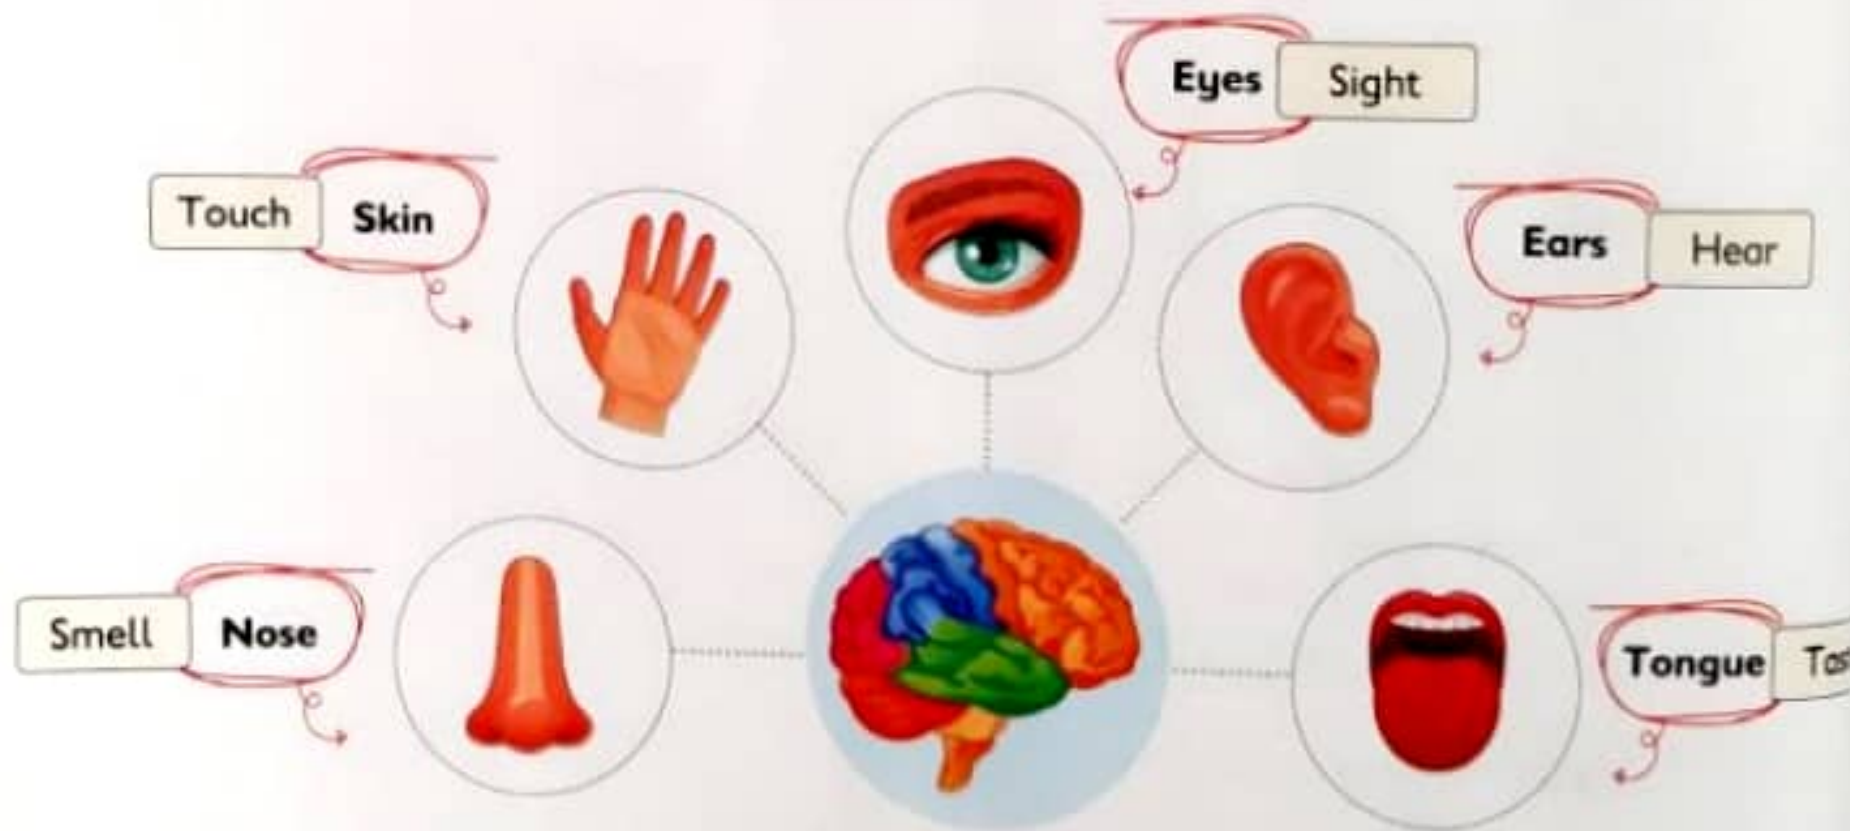 Eyes Sight
Touch Skin
Ears Hear
Smell Nose
Tongue